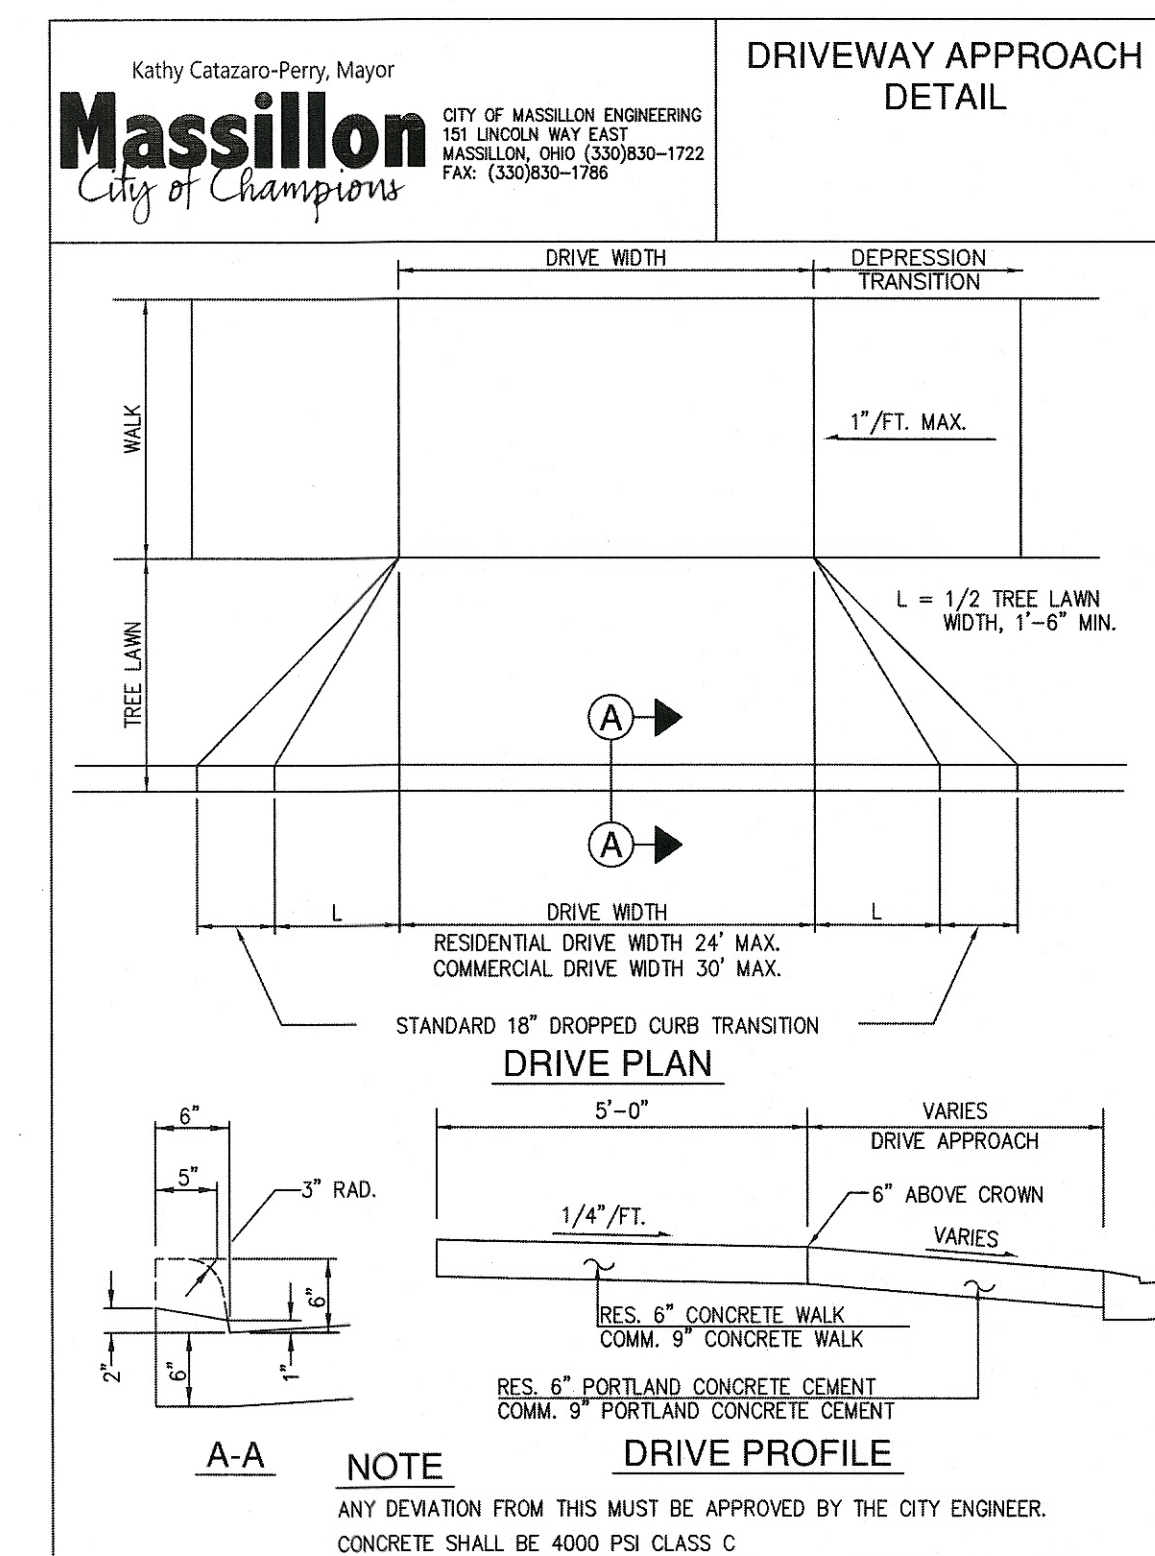 Kathy Catazaro-Perry, Mayor
Massillon
City of Champions
CITY OF MASSILLON ENGINEERING
151 LINCOLN WAY EAST
MASSILLON, OHIO (330)830-1722
FAX: (330)830-1786
DRIVEWAY APPROACH
DETAIL
DRIVE WIDTH
DEPRESSION
TRANSITION
WALK
1"/FT. MAX.
TREE LAWN
L = 1/2 TREE LAWN
WIDTH, 1'-6" MIN.
A
A
L
DRIVE WIDTH
L
RESIDENTIAL DRIVE WIDTH 24' MAX.
COMMERCIAL DRIVE WIDTH 30' MAX.
STANDARD 18" DROPPED CURB TRANSITION
DRIVE PLAN
6"
5"
3" RAD.
6"
2"
6"
1"
A-A
5'-0"
VARIES
DRIVE APPROACH
6" ABOVE CROWN
1/4"/FT.
VARIES
RES. 6" CONCRETE WALK
COMM. 9" CONCRETE WALK
RES. 6" PORTLAND CONCRETE CEMENT
COMM. 9" PORTLAND CONCRETE CEMENT
DRIVE PROFILE
NOTE
ANY DEVIATION FROM THIS MUST BE APPROVED BY THE CITY ENGINEER.
CONCRETE SHALL BE 4000 PSI CLASS C